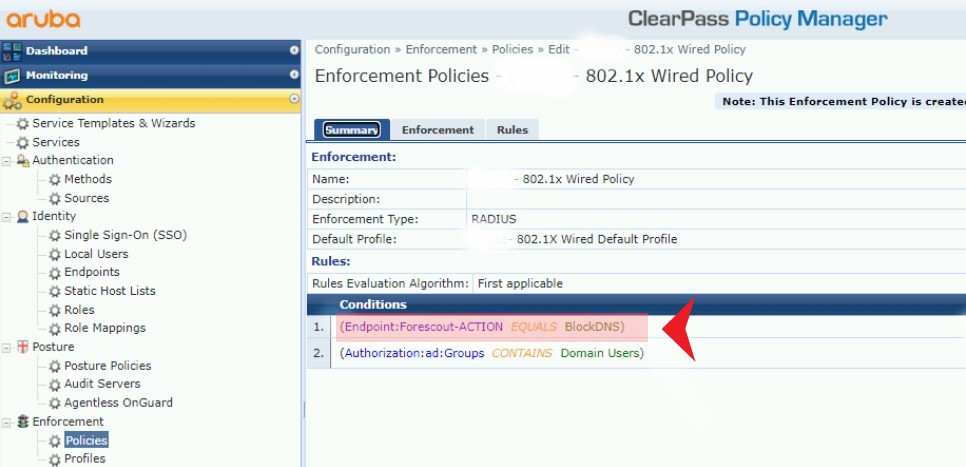 aruba
ClearPass Policy Manager
Dashboard
Monitoring
Configuration
Service Templates & Wizards
Services
Authentication
Methods
Sources
Identity
Single Sign-On (SSO)
Local Users
Endpoints
Static Host Lists
Roles
Role Mappings
Posture
Posture Policies
Audit Servers
Agentless OnGuard
Enforcement
Policies
Profiles
Configuration » Enforcement » Policies » Edit - - 802.1x Wired Policy
Enforcement Policies - - 802.1x Wired Policy
Note: This Enforcement Policy is create
Summary Enforcement Rules
Enforcement:
Name: - 802.1x Wired Policy
Description:
Enforcement Type: RADIUS
Default Profile: - 802.1X Wired Default Profile
Rules:
Rules Evaluation Algorithm: First applicable
Conditions
1. (Endpoint:Forescout-ACTION EQUALS BlockDNS)
2. (Authorization:ad:Groups CONTAINS Domain Users)